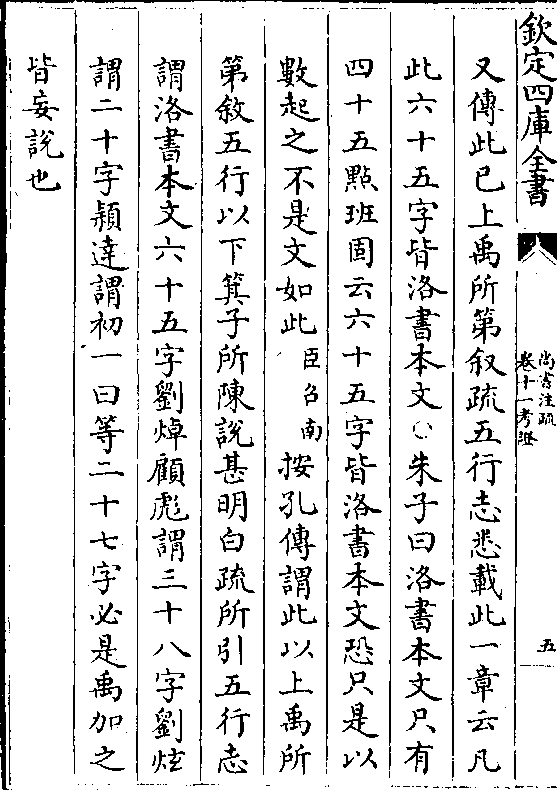 欽定四庫全書
尚書注疏
卷十一考證
五
又傳此已上禹所第叙疏五行志悉載此一章云凡
此六十五字皆洛書本文○朱子曰洛書本文只有
四十五點班固云六十五字皆洛書本文恐只是以
數起之不是文如此臣召南按孔傳謂此以上禹所
第敘五行以下箕子所陳說甚明白疏所引五行志
謂洛書本文六十五字劉焯顧彪謂三十八字劉炫
謂二十字頴達謂初一曰等二十七字必是禹加之
皆妄說也